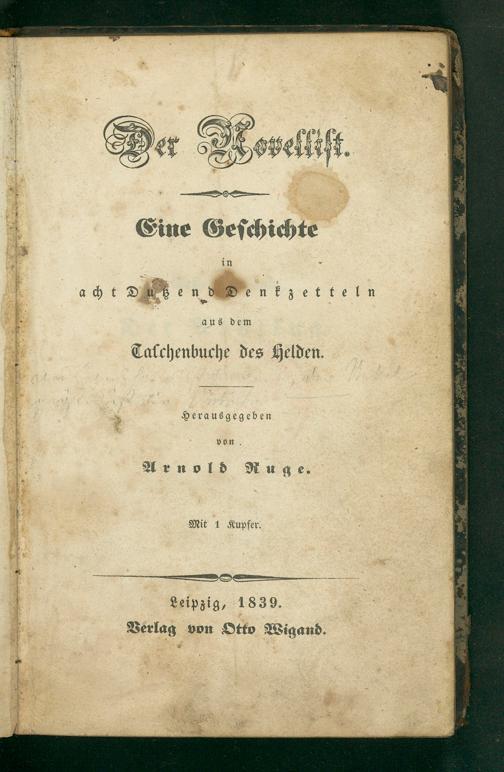 Der Novellist.
Eine Geschichte
in
acht Dutzend Denkzetteln
aus dem
Taschenbuche des Helden.
Herausgegeben
von
Arnold Ruge.
Mit 1 Kupfer.
Leipzig, 1839.
Verlag von Otto Wigand.